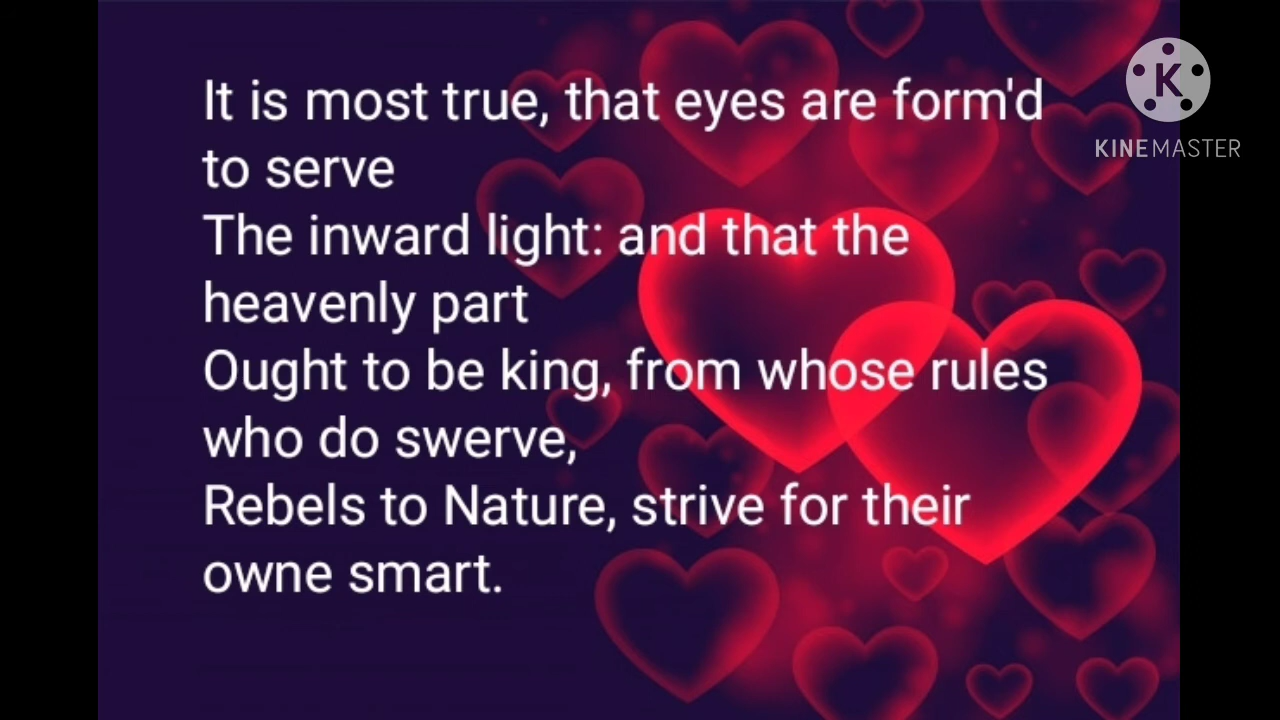 It is most true, that eyes are form'd
to serve
The inward light: and that the
heavenly part
Ought to be king, from whose rules
who do swerve,
Rebels to Nature, strive for their
owne smart.
K
KINEMASTER